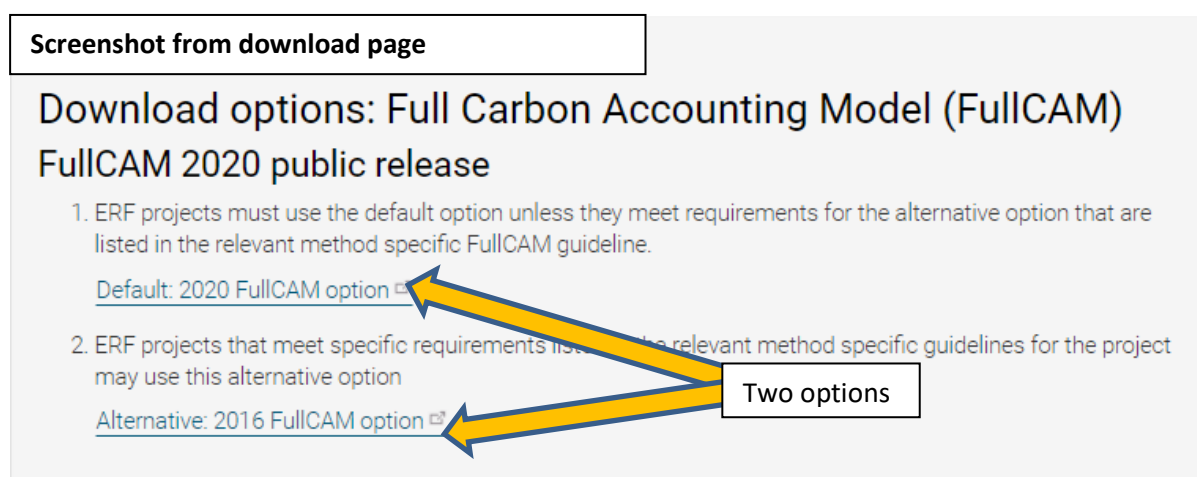 Screenshot from download page
Download options: Full Carbon Accounting Model (FullCAM)
FullCAM 2020 public release
1. ERF projects must use the default option unless they meet requirements for the alternative option that are
listed in the relevant method specific FullCAM guideline.
Default: 2020 FullCAM option
2. ERF projects that meet specific requirements relevant method specific guidelines for the project
may use this alternative option
Two options
Alternative: 2016 FullCAM option